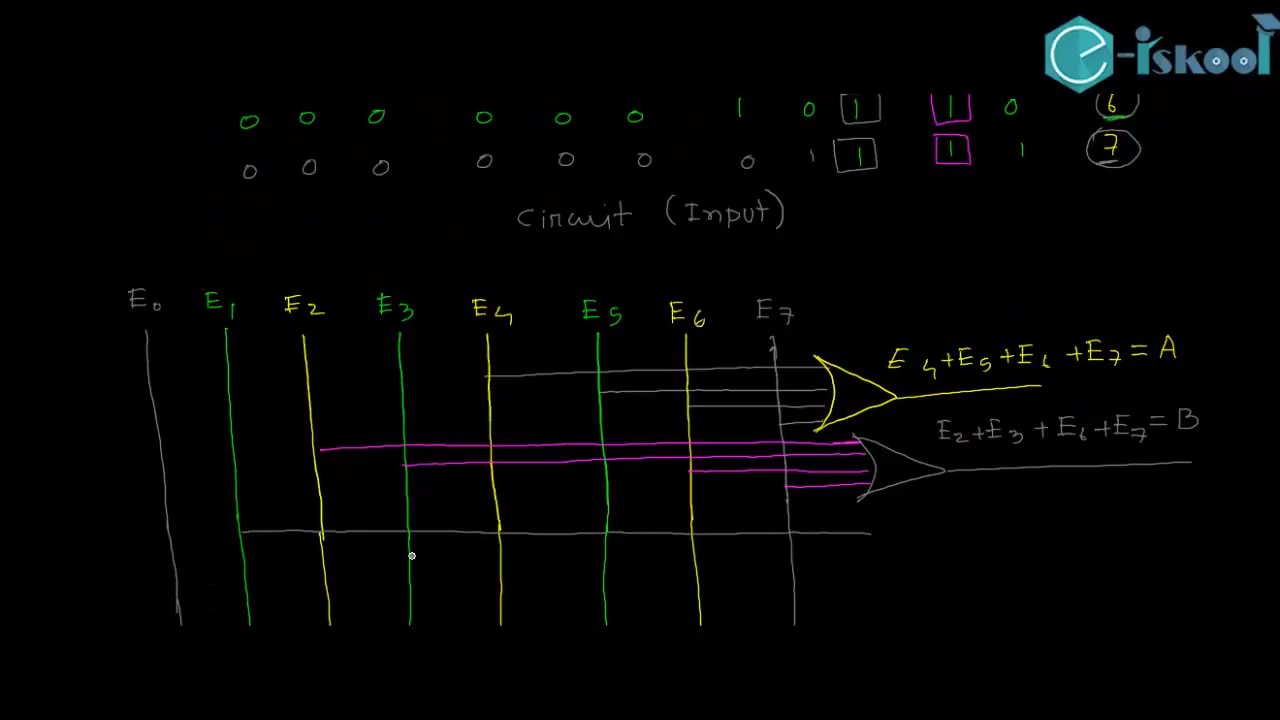 e-iskool
0 0 0 0 0 0 1 0 1 1 0 6
0 0 0 0 0 0 0 1 1 1 1 7
Circuit (Input)
E0 E1 E2 E3 E4 E5 E6 E7
E4+E5+E6+E7=A
E2+E3+E6+E7=B